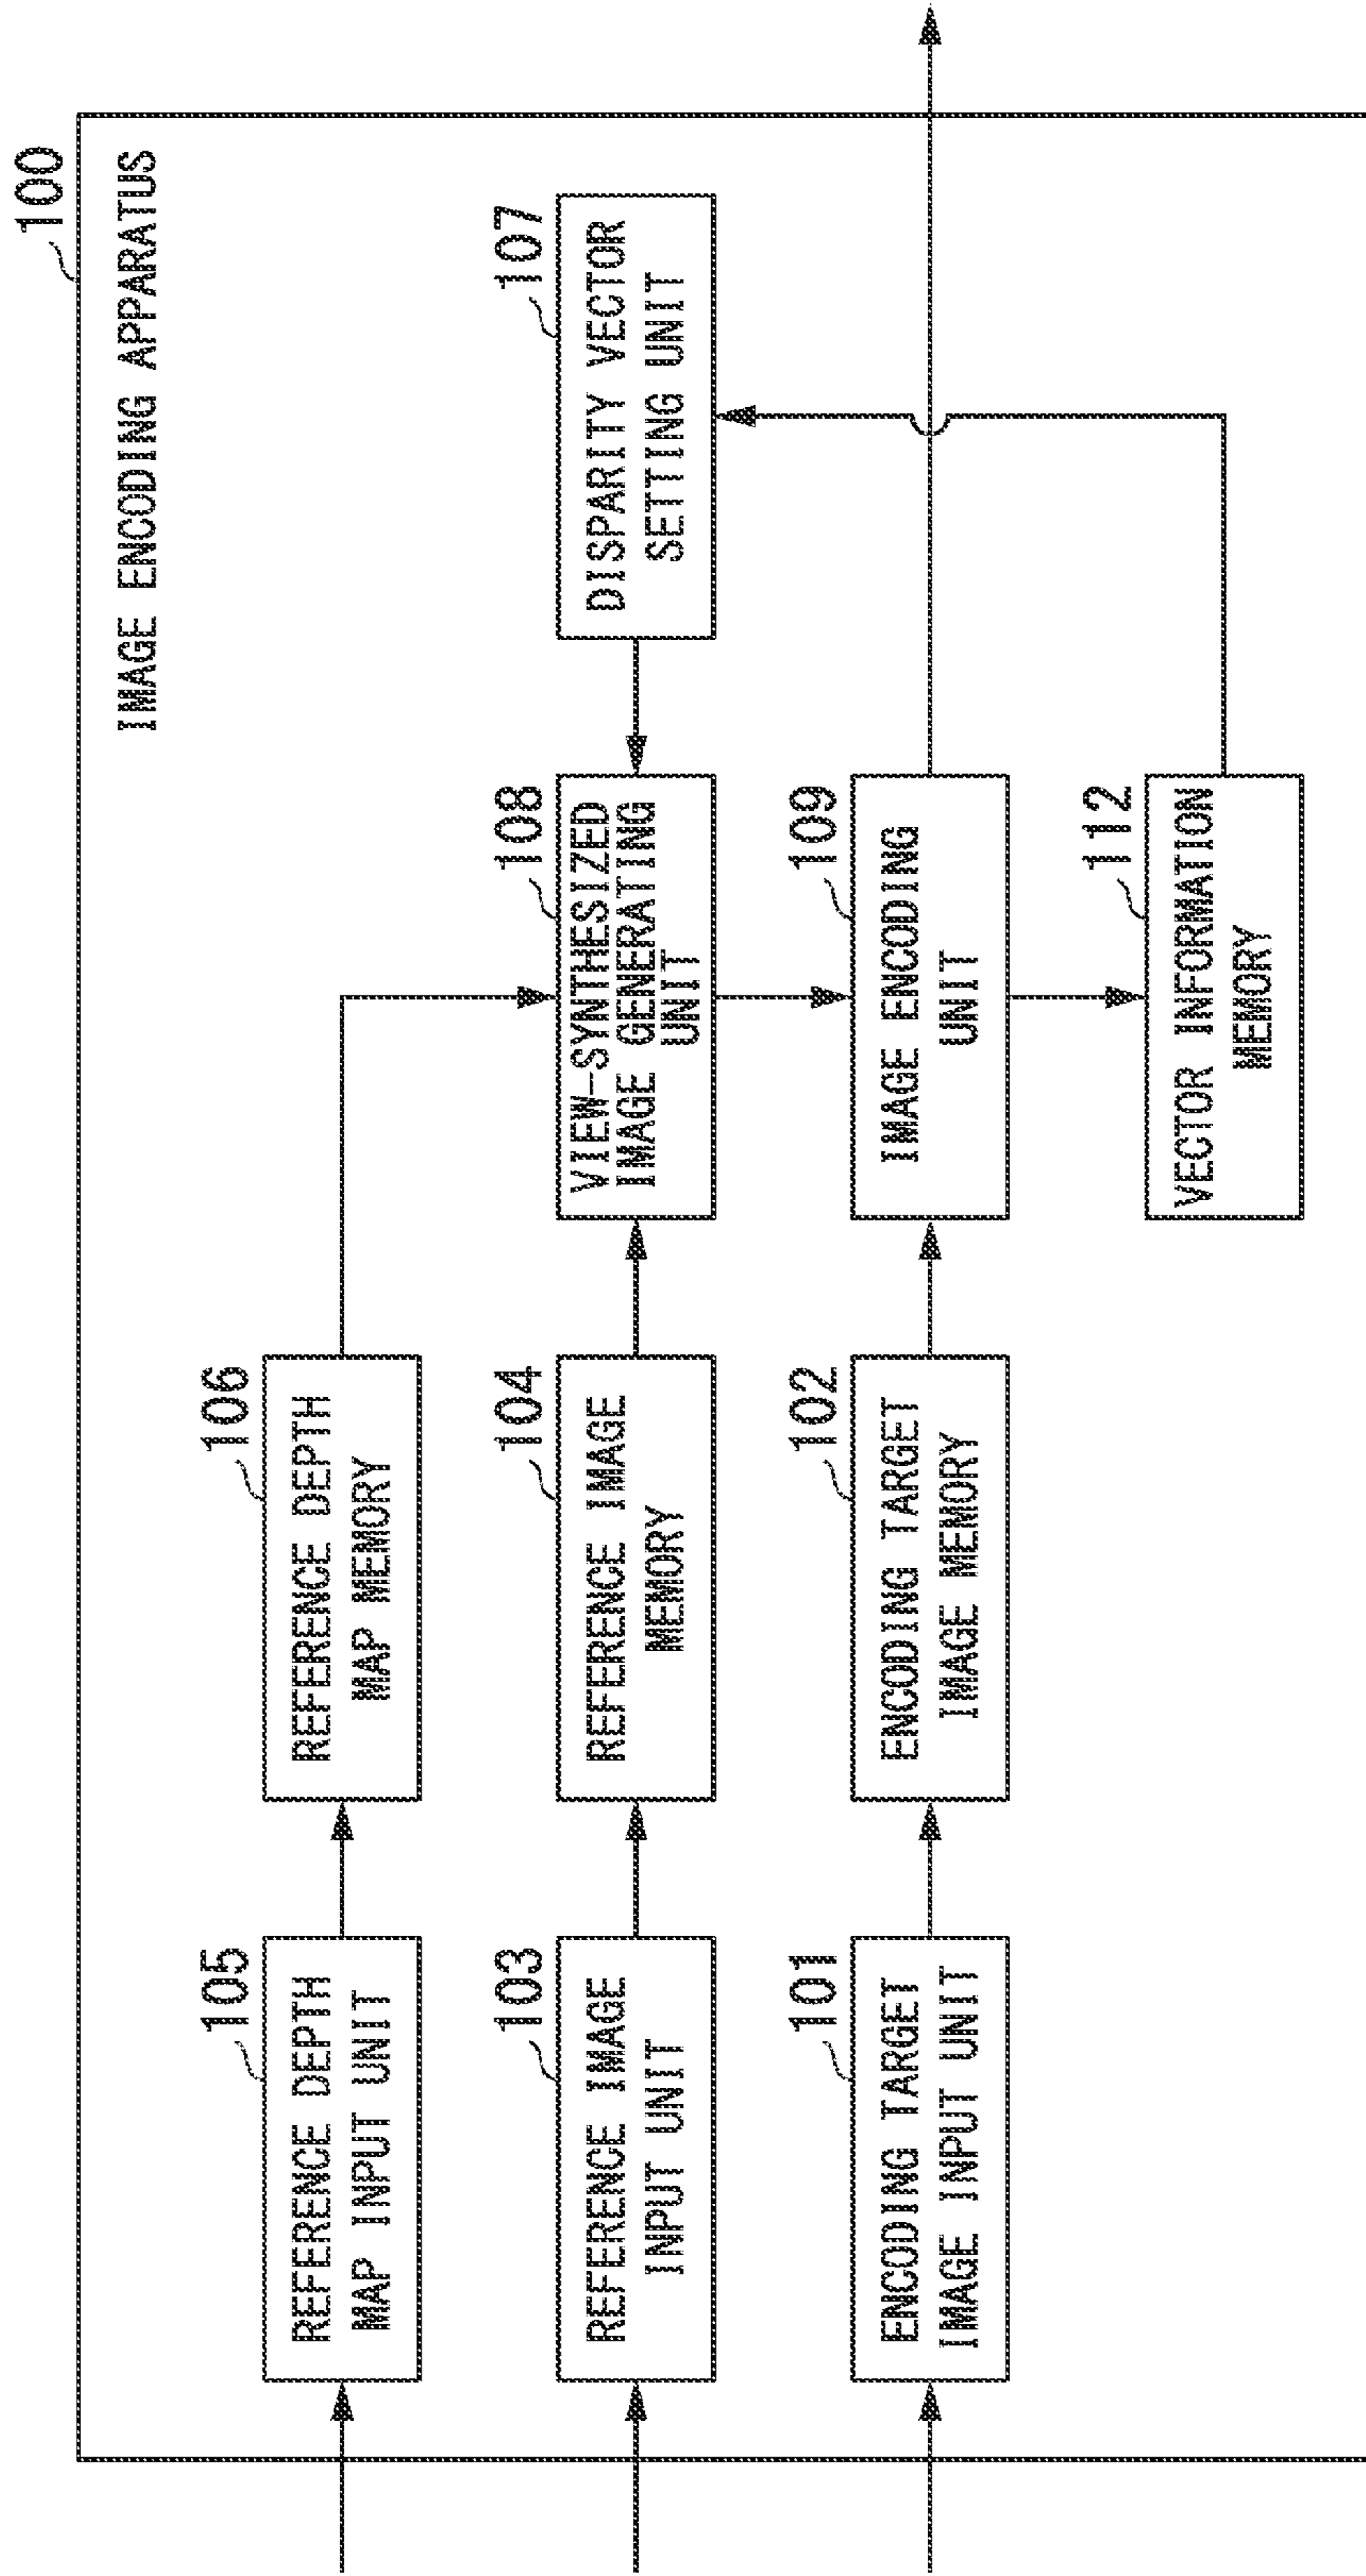 100
IMAGE ENCODING APPARATUS
105
REFERENCE DEPTH
MAP INPUT UNIT
106
REFERENCE DEPTH
MAP MEMORY
103
REFERENCE IMAGE
INPUT UNIT
104
REFERENCE IMAGE
MEMORY
108
VIEW-SYNTHESIZED
IMAGE GENERATING
UNIT
107
DISPARITY VECTOR
SETTING UNIT
101
ENCODING TARGET
IMAGE INPUT UNIT
102
ENCODING TARGET
IMAGE MEMORY
109
IMAGE ENCODING
UNIT
112
VECTOR INFORMATION
MEMORY